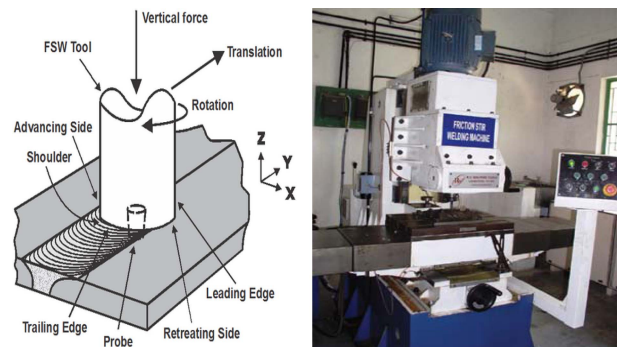 Vertical force
FSW Tool
Translation
Rotation
Advancing Side
Shoulder
Z
Y
X
Leading Edge
Trailing Edge
Probe
Retreating Side
FRICTION STIR
WELDING MACHINE